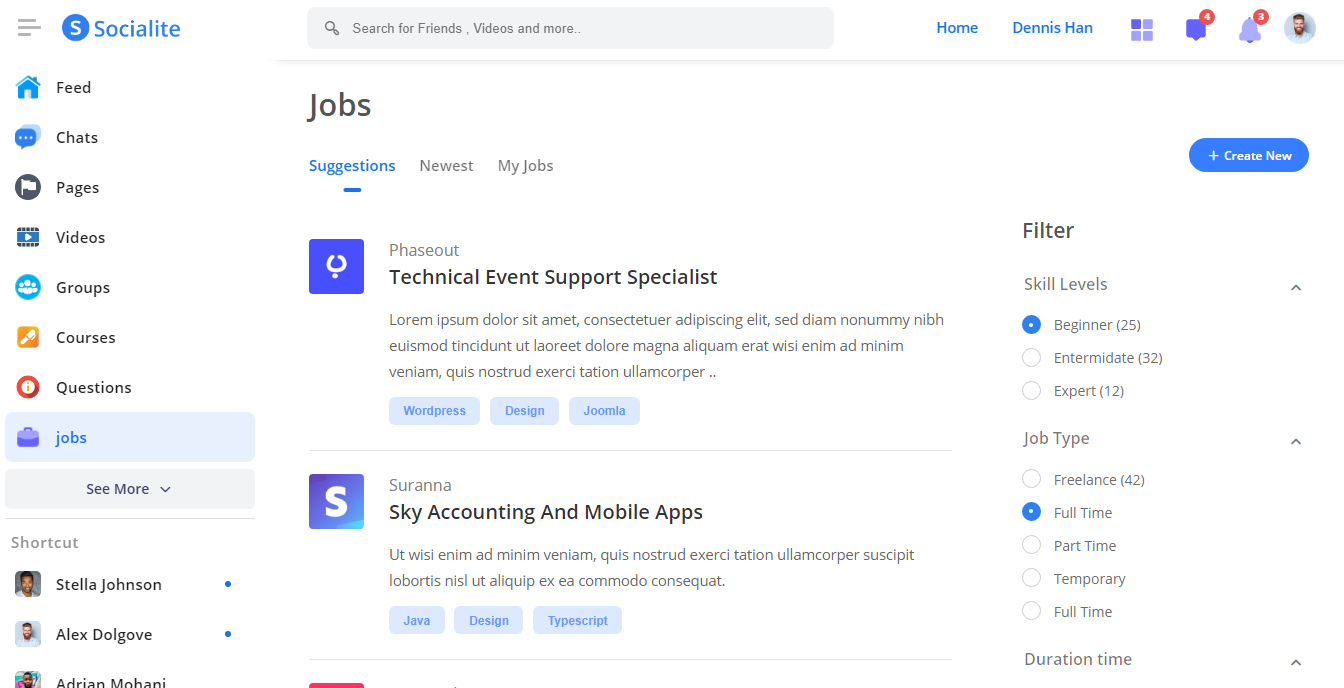 S Socialite
Search for Friends , Videos and more..
Home
Dennis Han
4
3
Feed
Chats
Pages
Videos
Groups
Courses
Questions
jobs
See More
Shortcut
Stella Johnson
Alex Dolgove
Adrian Mohani
Jobs
Suggestions
Newest
My Jobs
+ Create New
Phaseout
Technical Event Support Specialist
Lorem ipsum dolor sit amet, consectetuer adipiscing elit, sed diam nonummy nibh
euismod tincidunt ut laoreet dolore magna aliquam erat wisi enim ad minim
veniam, quis nostrud exerci tation ullamcorper ..
Wordpress
Design
Joomla
S
Suranna
Sky Accounting And Mobile Apps
Ut wisi enim ad minim veniam, quis nostrud exerci tation ullamcorper suscipit
lobortis nisl ut aliquip ex ea commodo consequat.
Java
Design
Typescript
Filter
Skill Levels
Beginner (25)
Entermidate (32)
Expert (12)
Job Type
Freelance (42)
Full Time
Part Time
Temporary
Full Time
Duration time